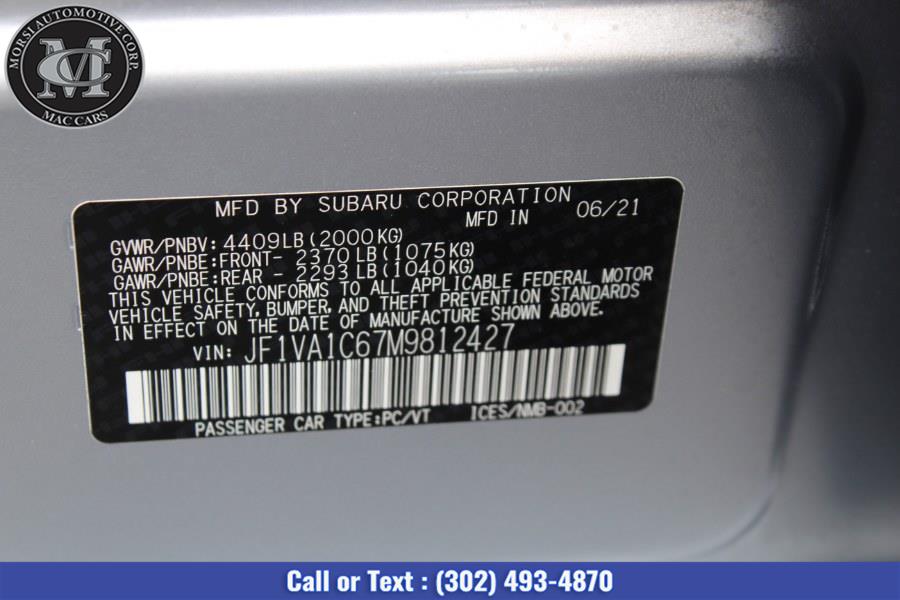 MORSI AUTOMOTIVE CORP.
MC
MAC CARS
MFD BY SUBARU CORPORATION
MFD IN 06/21
GVWR/PNBV: 4409LB(2000KG)
GAWR/PNBE:FRONT- 2370LB(1075KG)
GAWR/PNBE:REAR - 2293LB(1040KG)
THIS VEHICLE CONFORMS TO ALL APPLICABLE FEDERAL MOTOR
VEHICLE SAFETY, BUMPER, AND THEFT PREVENTION STANDARDS
IN EFFECT ON THE DATE OF MANUFACTURE SHOWN ABOVE.
VIN: JF1VA1C67M9812427
PASSENGER CAR TYPE:PC/VT ICES/NMB-002
Call or Text : (302) 493-4870